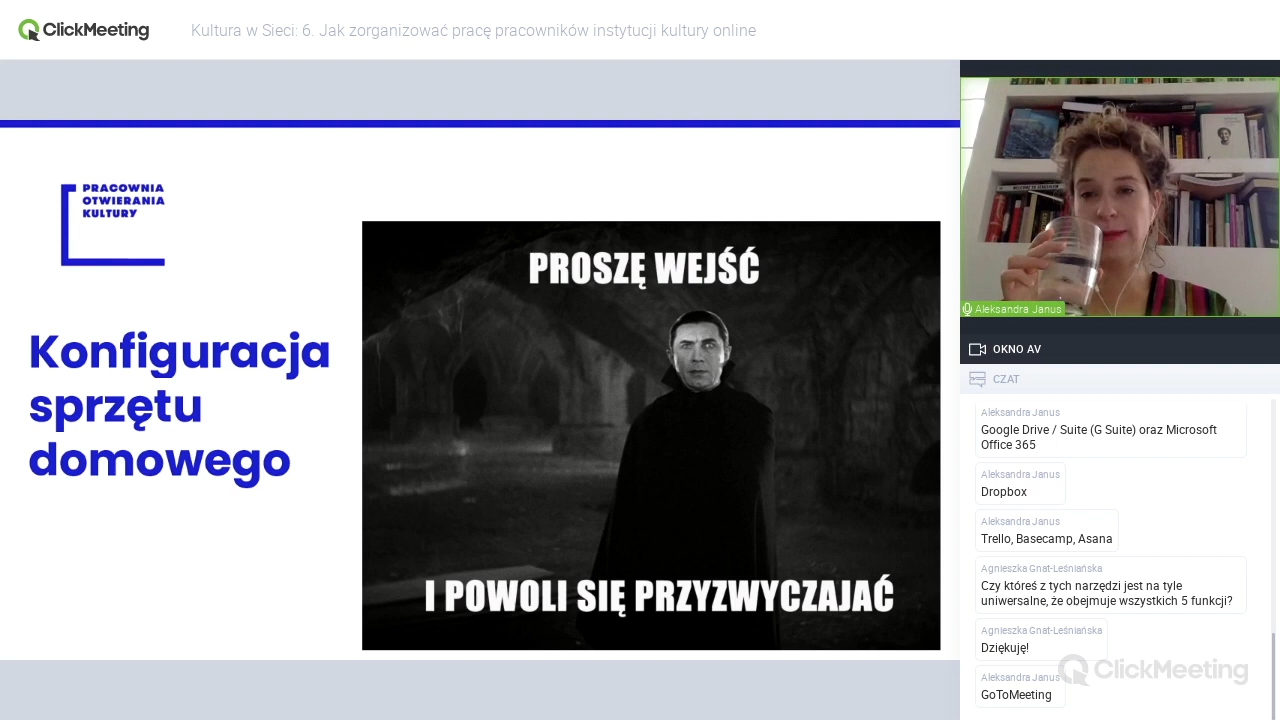 ClickMeeting
Kultura w Sieci: 6. Jak zorganizować pracę pracowników instytucji kultury online
PRACOWNIA
OTWIERANIA
KULTURY
Konfiguracja
sprzętu
domowego
PROSZĘ WEJŚĆ
I POWOLI SIĘ PRZYZWYCZAJAĆ
Aleksandra Janus
OKNO AV
CZAT
Aleksandra Janus
Google Drive / Suite (G Suite) oraz Microsoft
Office 365
Aleksandra Janus
Dropbox
Aleksandra Janus
Trello, Basecamp, Asana
Agnieszka Gnat-Leśniańska
Czy któreś z tych narzędzi jest na tyle
uniwersalne, że obejmuje wszystkich 5 funkcji?
Agnieszka Gnat-Leśniańska
Dziękuję!
Aleksandra Janus
GoToMeeting
ClickMeeting